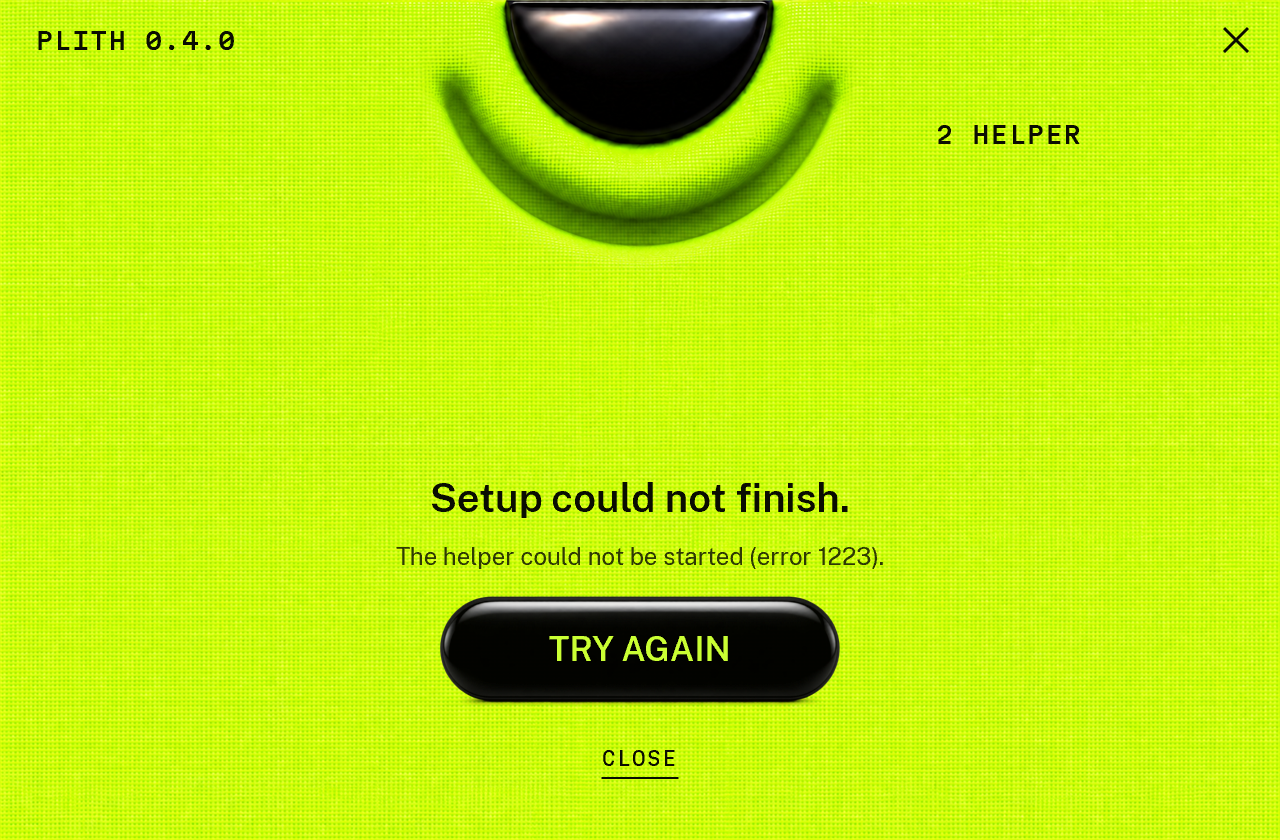 PLITH 0.4.0
2 HELPER
Setup could not finish.
The helper could not be started (error 1223).
TRY AGAIN
CLOSE